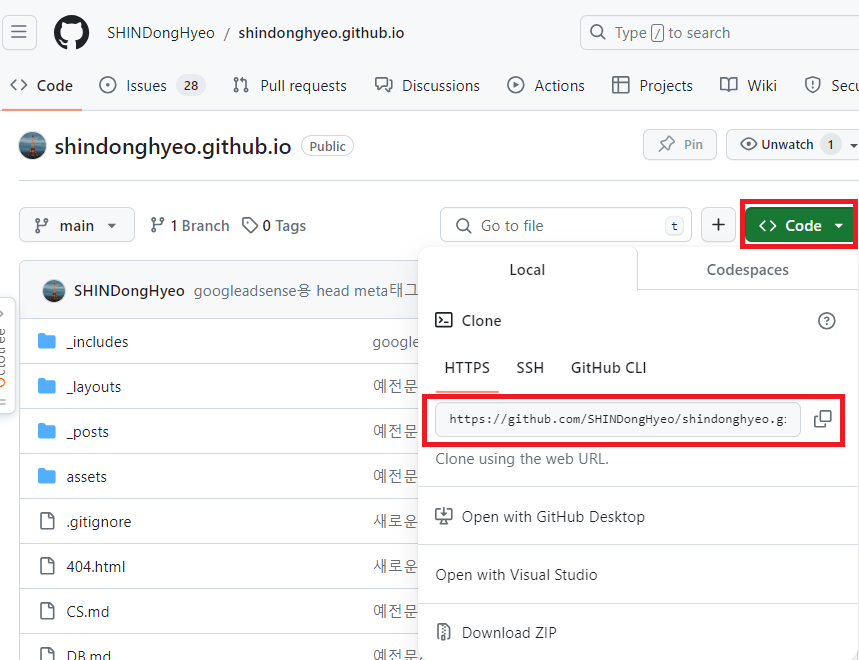 SHINDongHyeo / shindonghyeo.github.io
Type / to search
Code Issues 28 Pull requests Discussions Actions Projects Wiki Secu
shindonghyeo.github.io Public
Pin Unwatch 1
main 1 Branch 0 Tags
Go to file t
Code
SHINDongHyeo googleadsense용 head meta태그
Local Codespaces
Clone
HTTPS SSH GitHub CLI
https://github.com/SHINDongHyeo/shindonghyeo.gi
Clone using the web URL.
Open with GitHub Desktop
Open with Visual Studio
Download ZIP
Octotree
_includes google
_layouts 예전문
_posts 예전문
assets 예전문
.gitignore 새로운
404.html 새로운
CS.md 예전문
DB.md 예전문